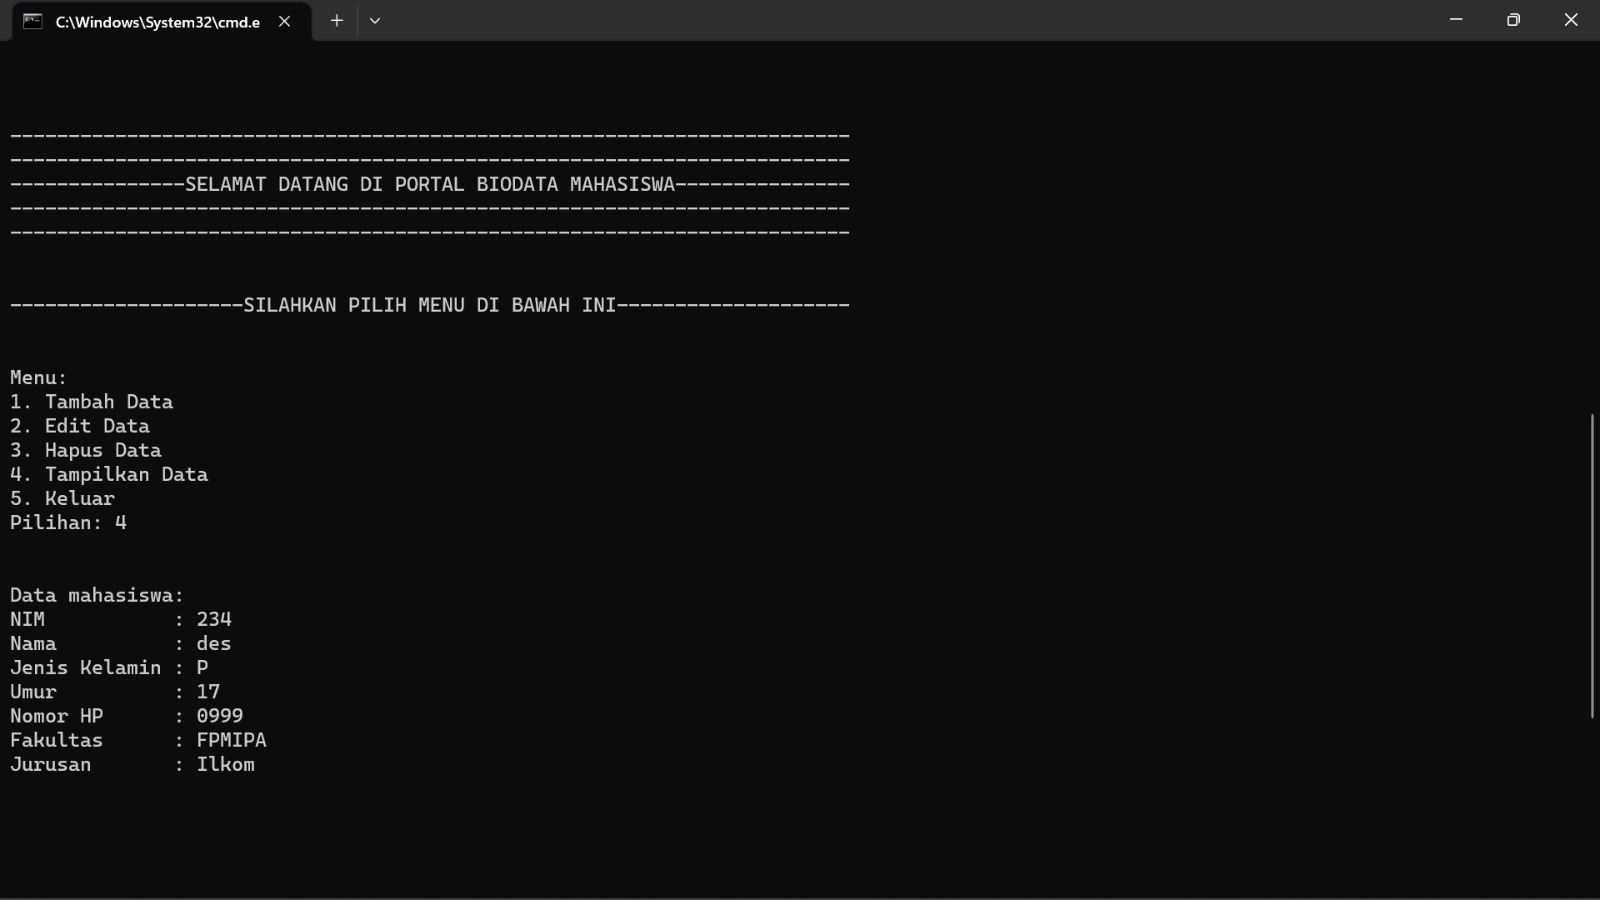 C:\Windows\System32\cmd.e
------------------------------------------------------------------------
------------------------------------------------------------------------
---------------SELAMAT DATANG DI PORTAL BIODATA MAHASISWA---------------
------------------------------------------------------------------------
------------------------------------------------------------------------
--------------------SILAHKAN PILIH MENU DI BAWAH INI--------------------
Menu:
1. Tambah Data
2. Edit Data
3. Hapus Data
4. Tampilkan Data
5. Keluar
Pilihan: 4
Data mahasiswa:
NIM           : 234
Nama          : des
Jenis Kelamin : P
Umur          : 17
Nomor HP      : 0999
Fakultas      : FPMIPA
Jurusan       : Ilkom